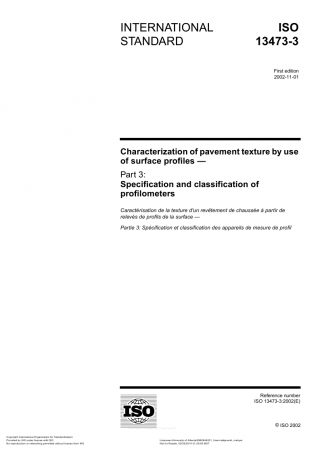 INTERNATIONAL
STANDARD
ISO
13473-3
First edition
2002-11-01
Characterization of pavement texture by use
of surface profiles —
Part 3:
Specification and classification of
profilometers
Caractérisation de la texture d'un revêtement de chaussée à partir de
relevés de profils de la surface —
Partie 3: Spécification et classification des appareils de mesure de profil
ISO
Reference number
ISO 13473-3:2002(E)
© ISO 2002